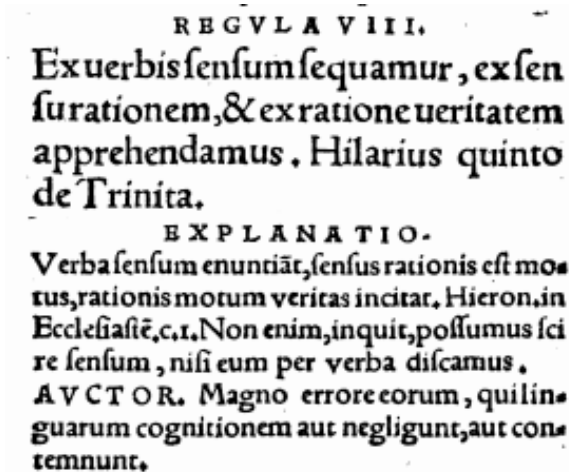 REGVLA VIII.
Ex uerbis ſenſum ſequamur, ex ſen
ſu rationem, & ex ratione ueritatem
apprehendamus. Hilarius quinto
de Trinita.
EXPLANATIO.
Verba ſenſum enuntiāt, ſenſus rationis eſt mo-
tus, rationis motum veritas incitat. Hieron. in
Eccleſiaſtē. c.1. Non enim, inquit, poſſumus ſci
re ſenſum, niſi eum per verba diſcamus.
AVCTOR. Magno errore eorum, qui lin-
guarum cognitionem aut negligunt, aut con-
temnunt.